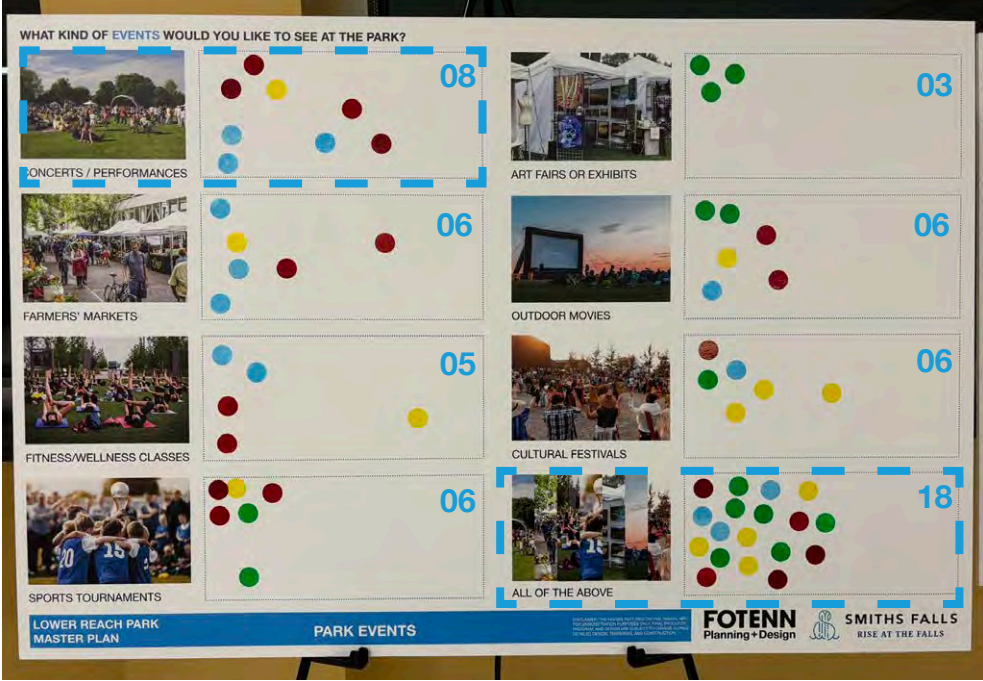 WHAT KIND OF EVENTS WOULD YOU LIKE TO SEE AT THE PARK?
08
CONCERTS / PERFORMANCES
03
ART FAIRS OR EXHIBITS
06
FARMERS' MARKETS
06
OUTDOOR MOVIES
05
FITNESS/WELLNESS CLASSES
06
CULTURAL FESTIVALS
20
15
06
SPORTS TOURNAMENTS
15
18
ALL OF THE ABOVE
LOWER REACH PARK
MASTER PLAN
PARK EVENTS
FOTENN
Planning+Design
SMITHS FALLS
RISE AT THE FALLS